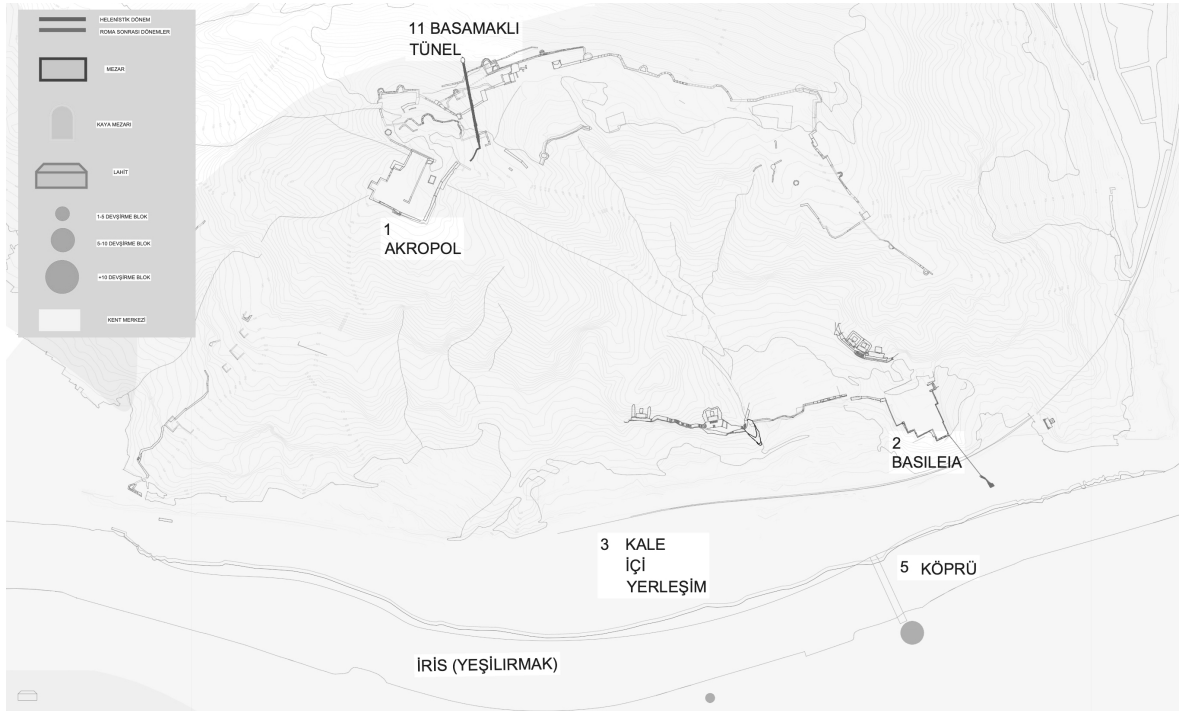 HELENİSTİK DÖNEM
ROMA SONRASI DÖNEMLER
MEZAR
KAYA MEZARI
LAHİT
1-5 DEVŞİRME BLOK
5-10 DEVŞİRME BLOK
+10 DEVŞİRME BLOK
KENT MERKEZİ
11 BASAMAKLI
TÜNEL
1
AKROPOL
2
BASILEIA
3 KALE
İÇİ
YERLEŞİM
5 KÖPRÜ
İRİS (YEŞİLIRMAK)